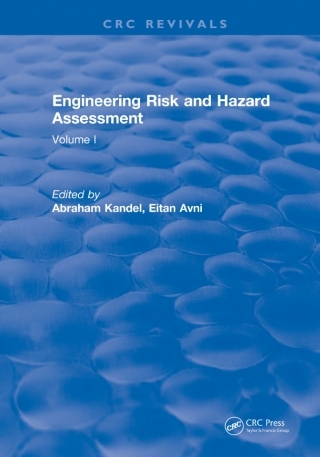 CRC REVIVALS
Engineering Risk and Hazard
Assessment
Volume I
Edited by
Abraham Kandel, Eitan Avni
CRC
CRC Press
Taylor & Francis Group